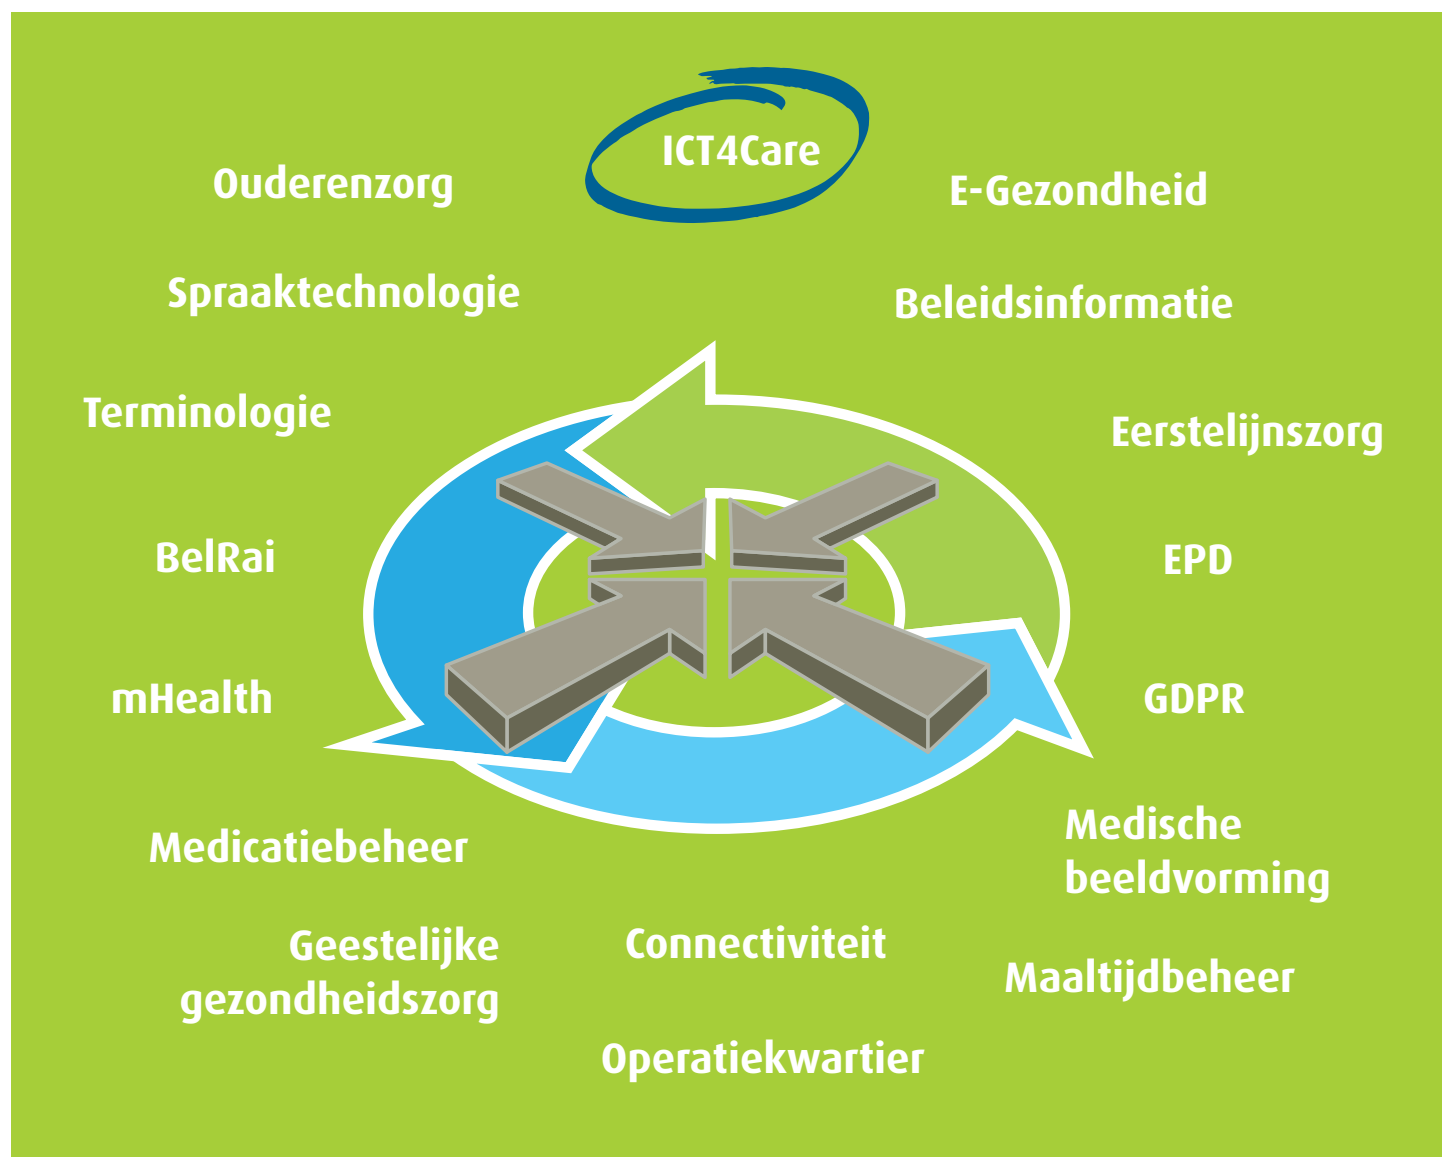 ICT4Care
Ouderenzorg
E-Gezondheid
Spraaktechnologie
Beleidsinformatie
Terminologie
Eerstelijnszorg
BelRai
EPD
mHealth
GDPR
Medicatiebeheer
Medische
beeldvorming
Geestelijke
gezondheidszorg
Connectiviteit
Maaltijdbeheer
Operatiekwartier